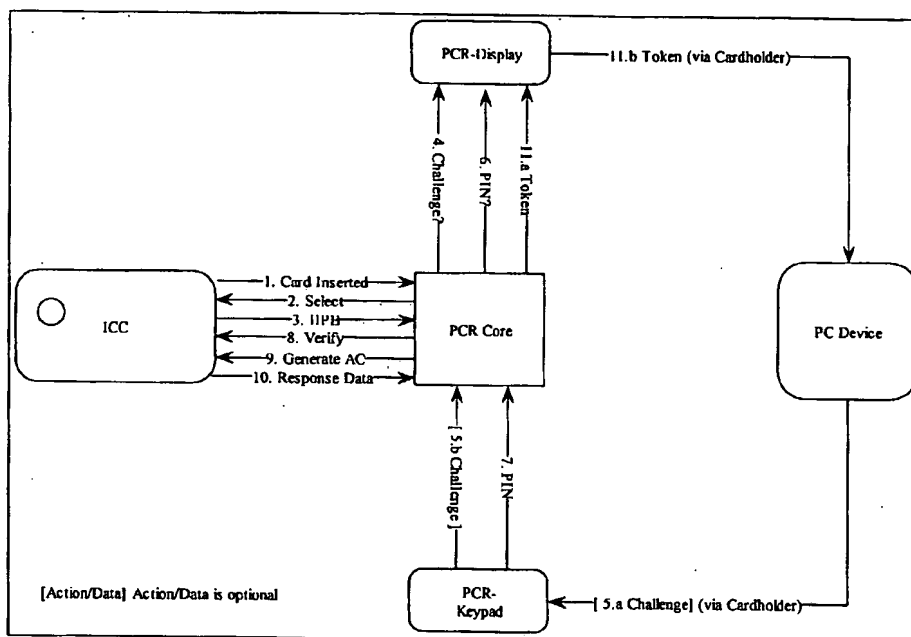 PCR-Display
11.b Token (via Cardholder)
4. Challenge?
6. PIN?
11.a Token
1. Card Inserted
2. Select
3. IIPB
8. Verify
9. Generate AC
10. Response Data
ICC
PCR Core
PC Device
[ 5.b Challenge ]
7. PIN
[Action/Data] Action/Data is optional
PCR-
Keypad
[ 5.a Challenge] (via Cardholder)